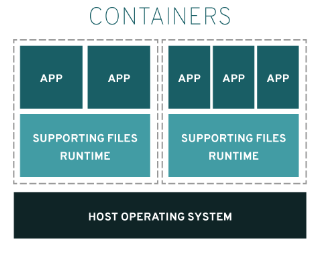 CONTAINERS
APP APP APP APP APP
SUPPORTING FILES
RUNTIME
SUPPORTING FILES
RUNTIME
HOST OPERATING SYSTEM